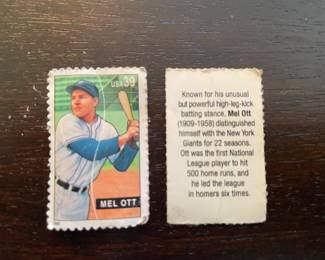 USA 39
MEL OTT
Known for his unusual
but powerful high-leg-kick
batting stance, Mel Ott
(1909-1958) distinguished
himself with the New York
Giants for 22 seasons.
Ott was the first National
League player to hit
500 home runs, and
he led the league
in homers six times.